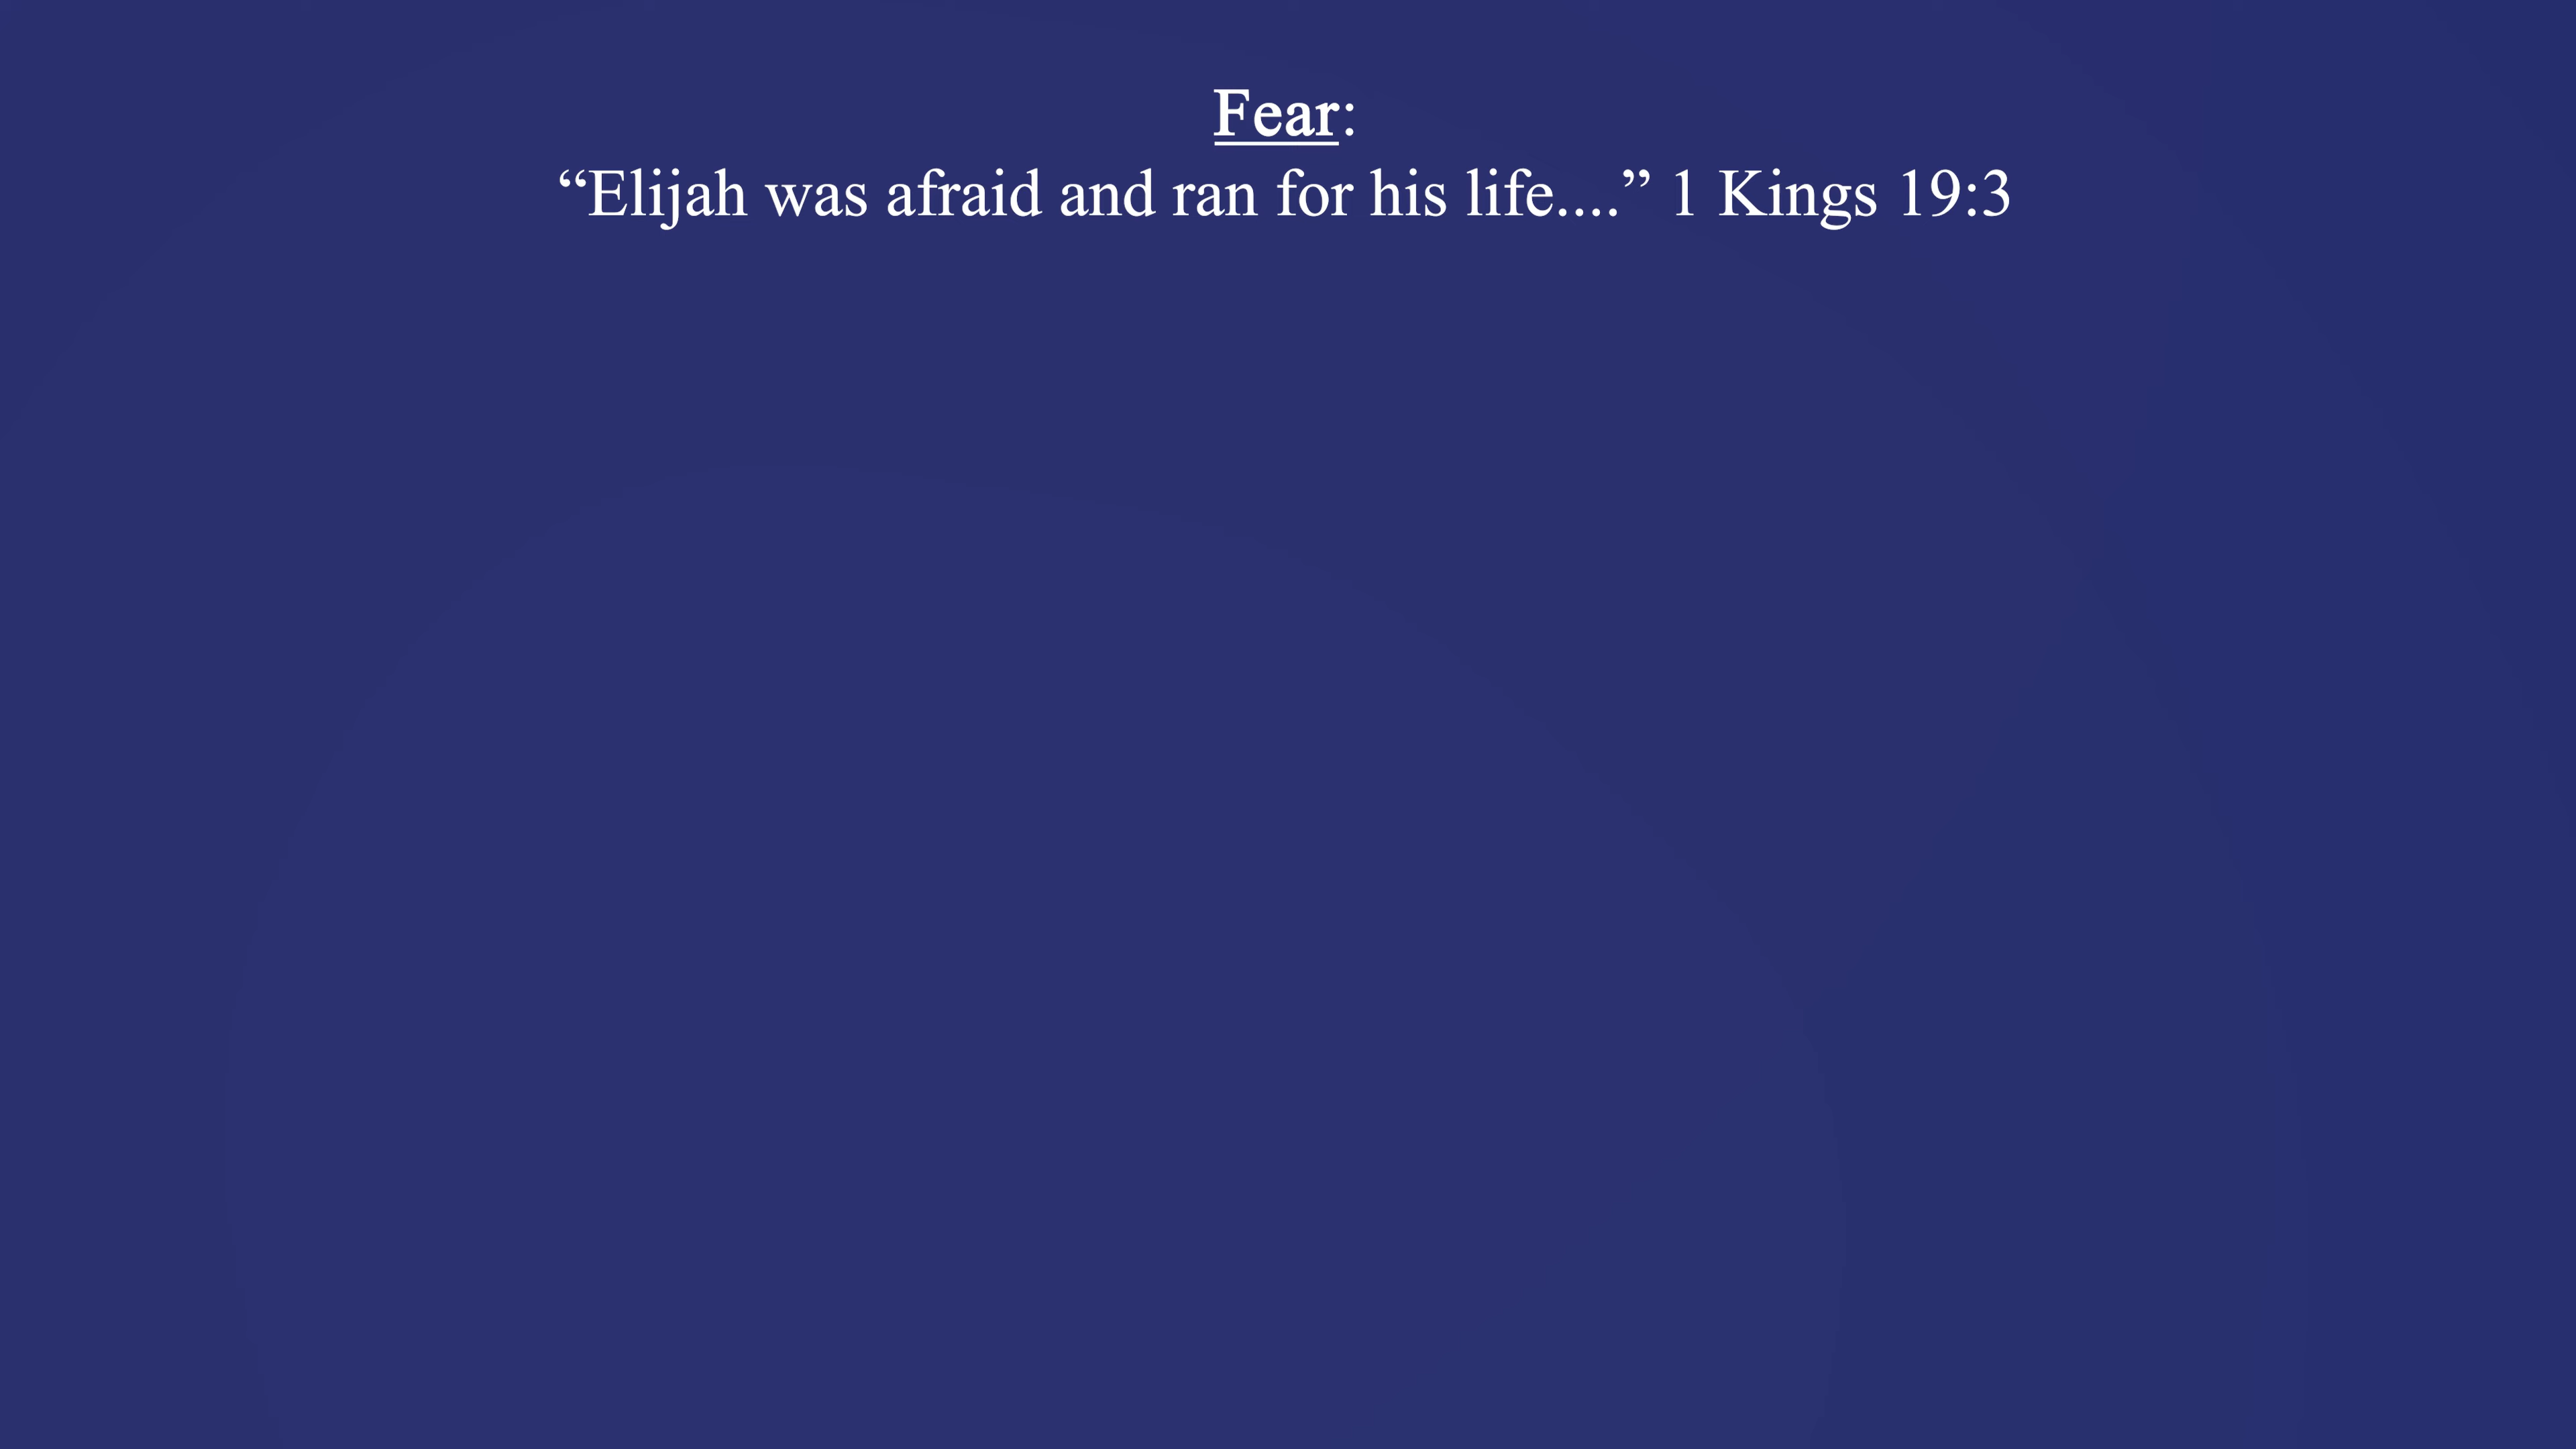 Fear:
“Elijah was afraid and ran for his life....” 1 Kings 19:3